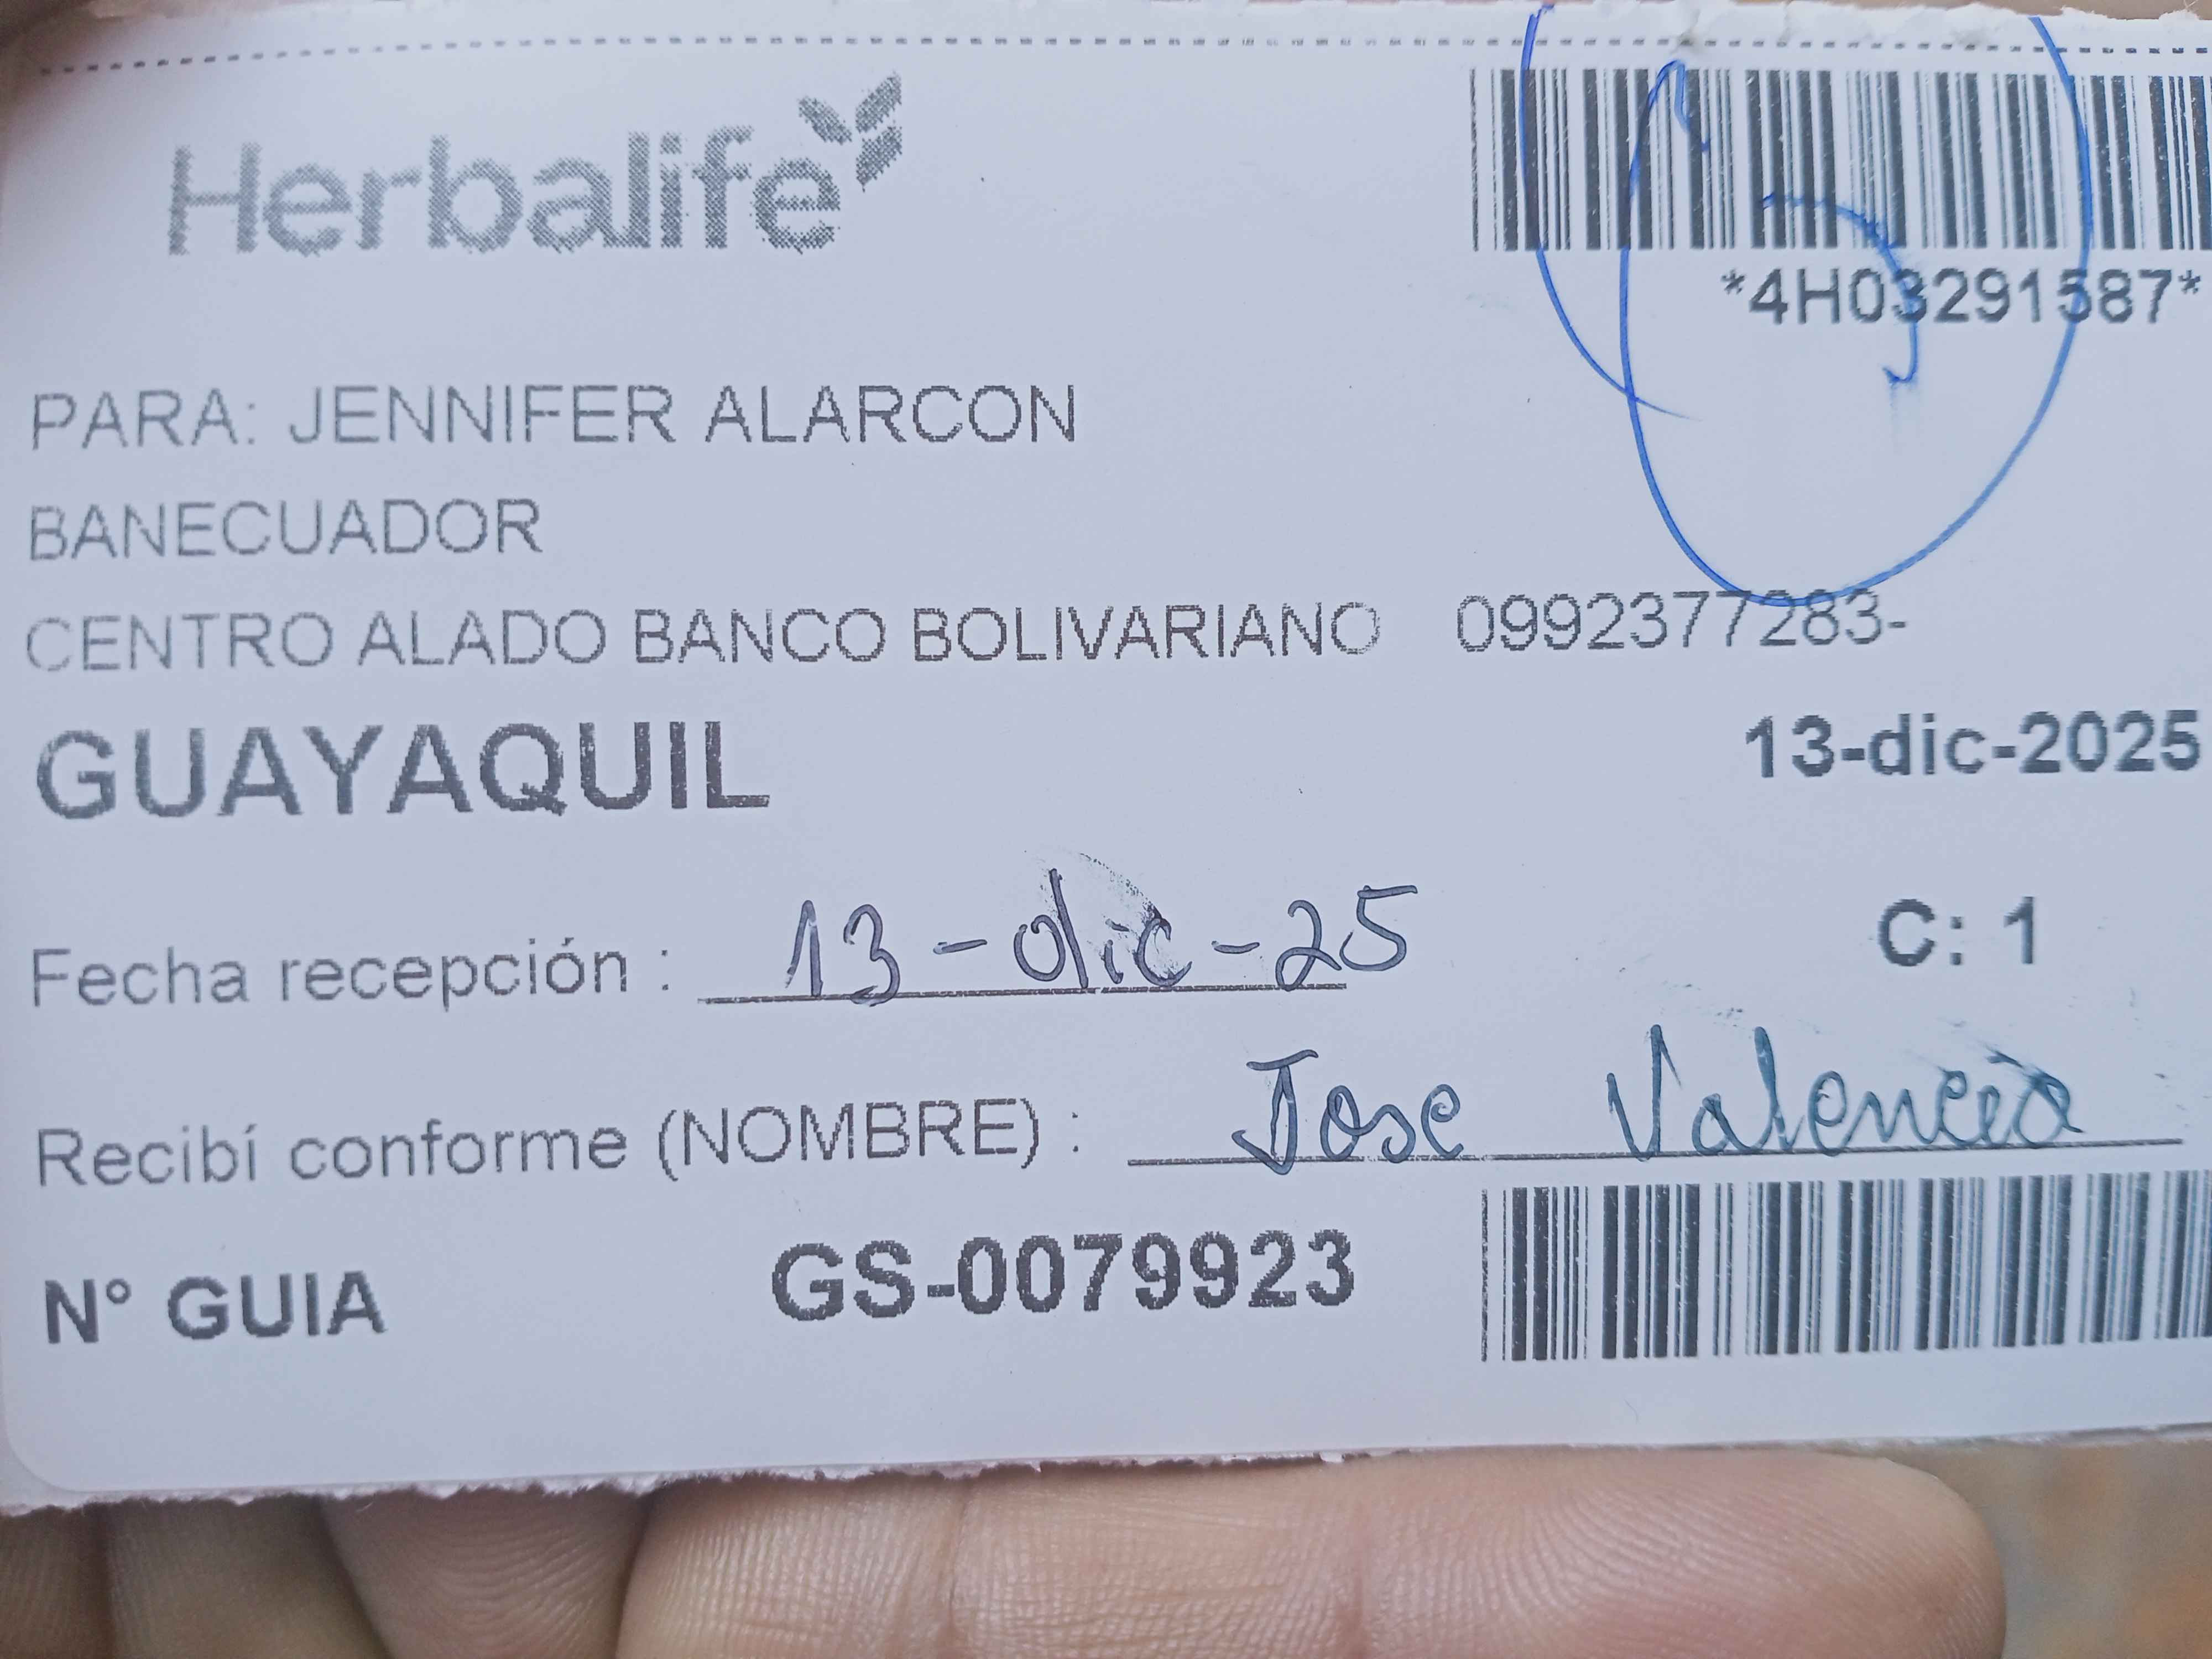 Herbalife
*4H03291587*
PARA: JENNIFER ALARCON
BANECUADOR
CENTRO ALADO BANCO BOLIVARIANO 0992377283-
GUAYAQUIL 13-dic-2025
C: 1
Fecha recepción : 13-dic-25
Recibí conforme (NOMBRE) : Jose Valencia
N° GUIA GS-0079923